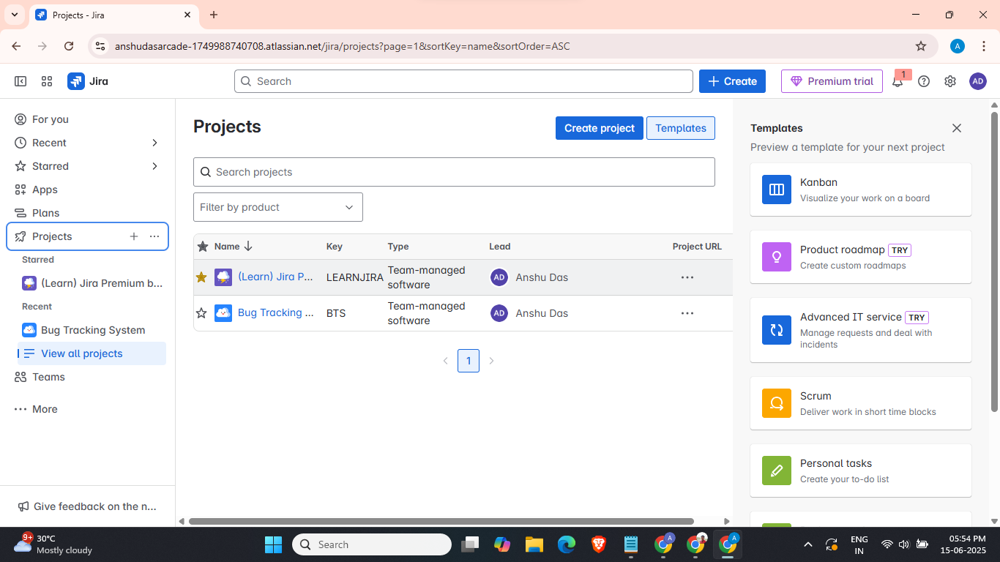 Projects - Jira
anshudasarcade-1749988740708.atlassian.net/jira/projects?page=1&sortKey=name&sortOrder=ASC
A
Jira
Search
Create
Premium trial
1
AD
For you
Recent
Starred
Apps
Plans
Projects
Starred
(Learn) Jira Premium b...
Recent
Bug Tracking System
View all projects
Teams
More
Give feedback on the n...
Projects
Create project
Templates
Search projects
Filter by product
Name Key Type Lead Project URL
(Learn) Jira P... LEARNJIRA Team-managed software AD Anshu Das
Bug Tracking ... BTS Team-managed software AD Anshu Das
1
Templates
Preview a template for your next project
Kanban
Visualize your work on a board
Product roadmap TRY
Create custom roadmaps
Advanced IT service TRY
Manage requests and deal with
incidents
Scrum
Deliver work in short time blocks
Personal tasks
Create your to-do list
9+
30°C
Mostly cloudy
Search
A
A
ENG
IN
05:54 PM
15-06-2025